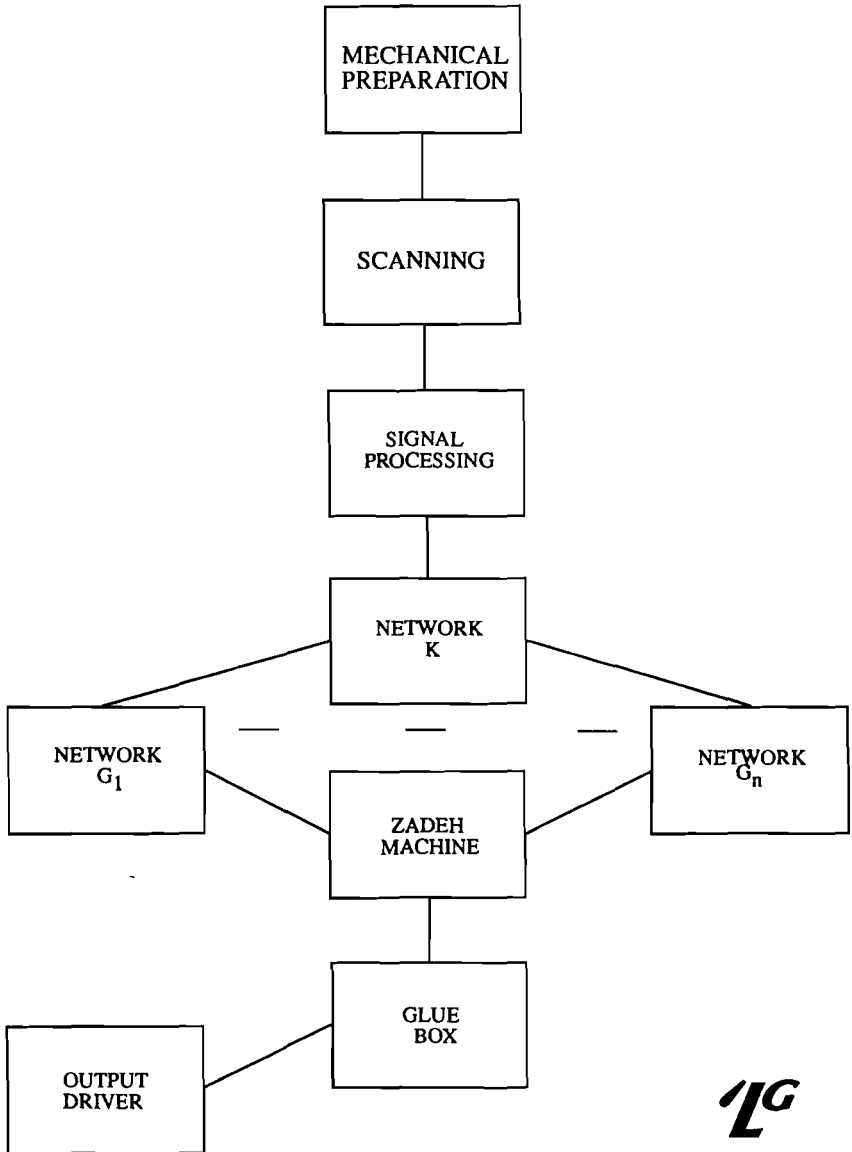 MECHANICAL
PREPARATION
SCANNING
SIGNAL
PROCESSING
NETWORK
K
NETWORK
G1
NETWORK
Gn
ZADEH
MACHINE
GLUE
BOX
OUTPUT
DRIVER
LG